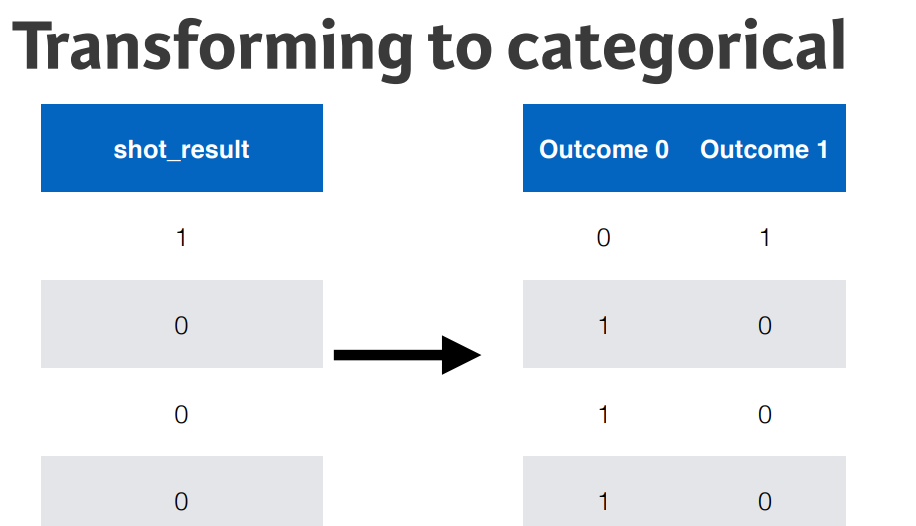 Transforming to categorical
shot_result Outcome 0 Outcome 1
1 0 1
0 1 0
0 1 0
0 1 0